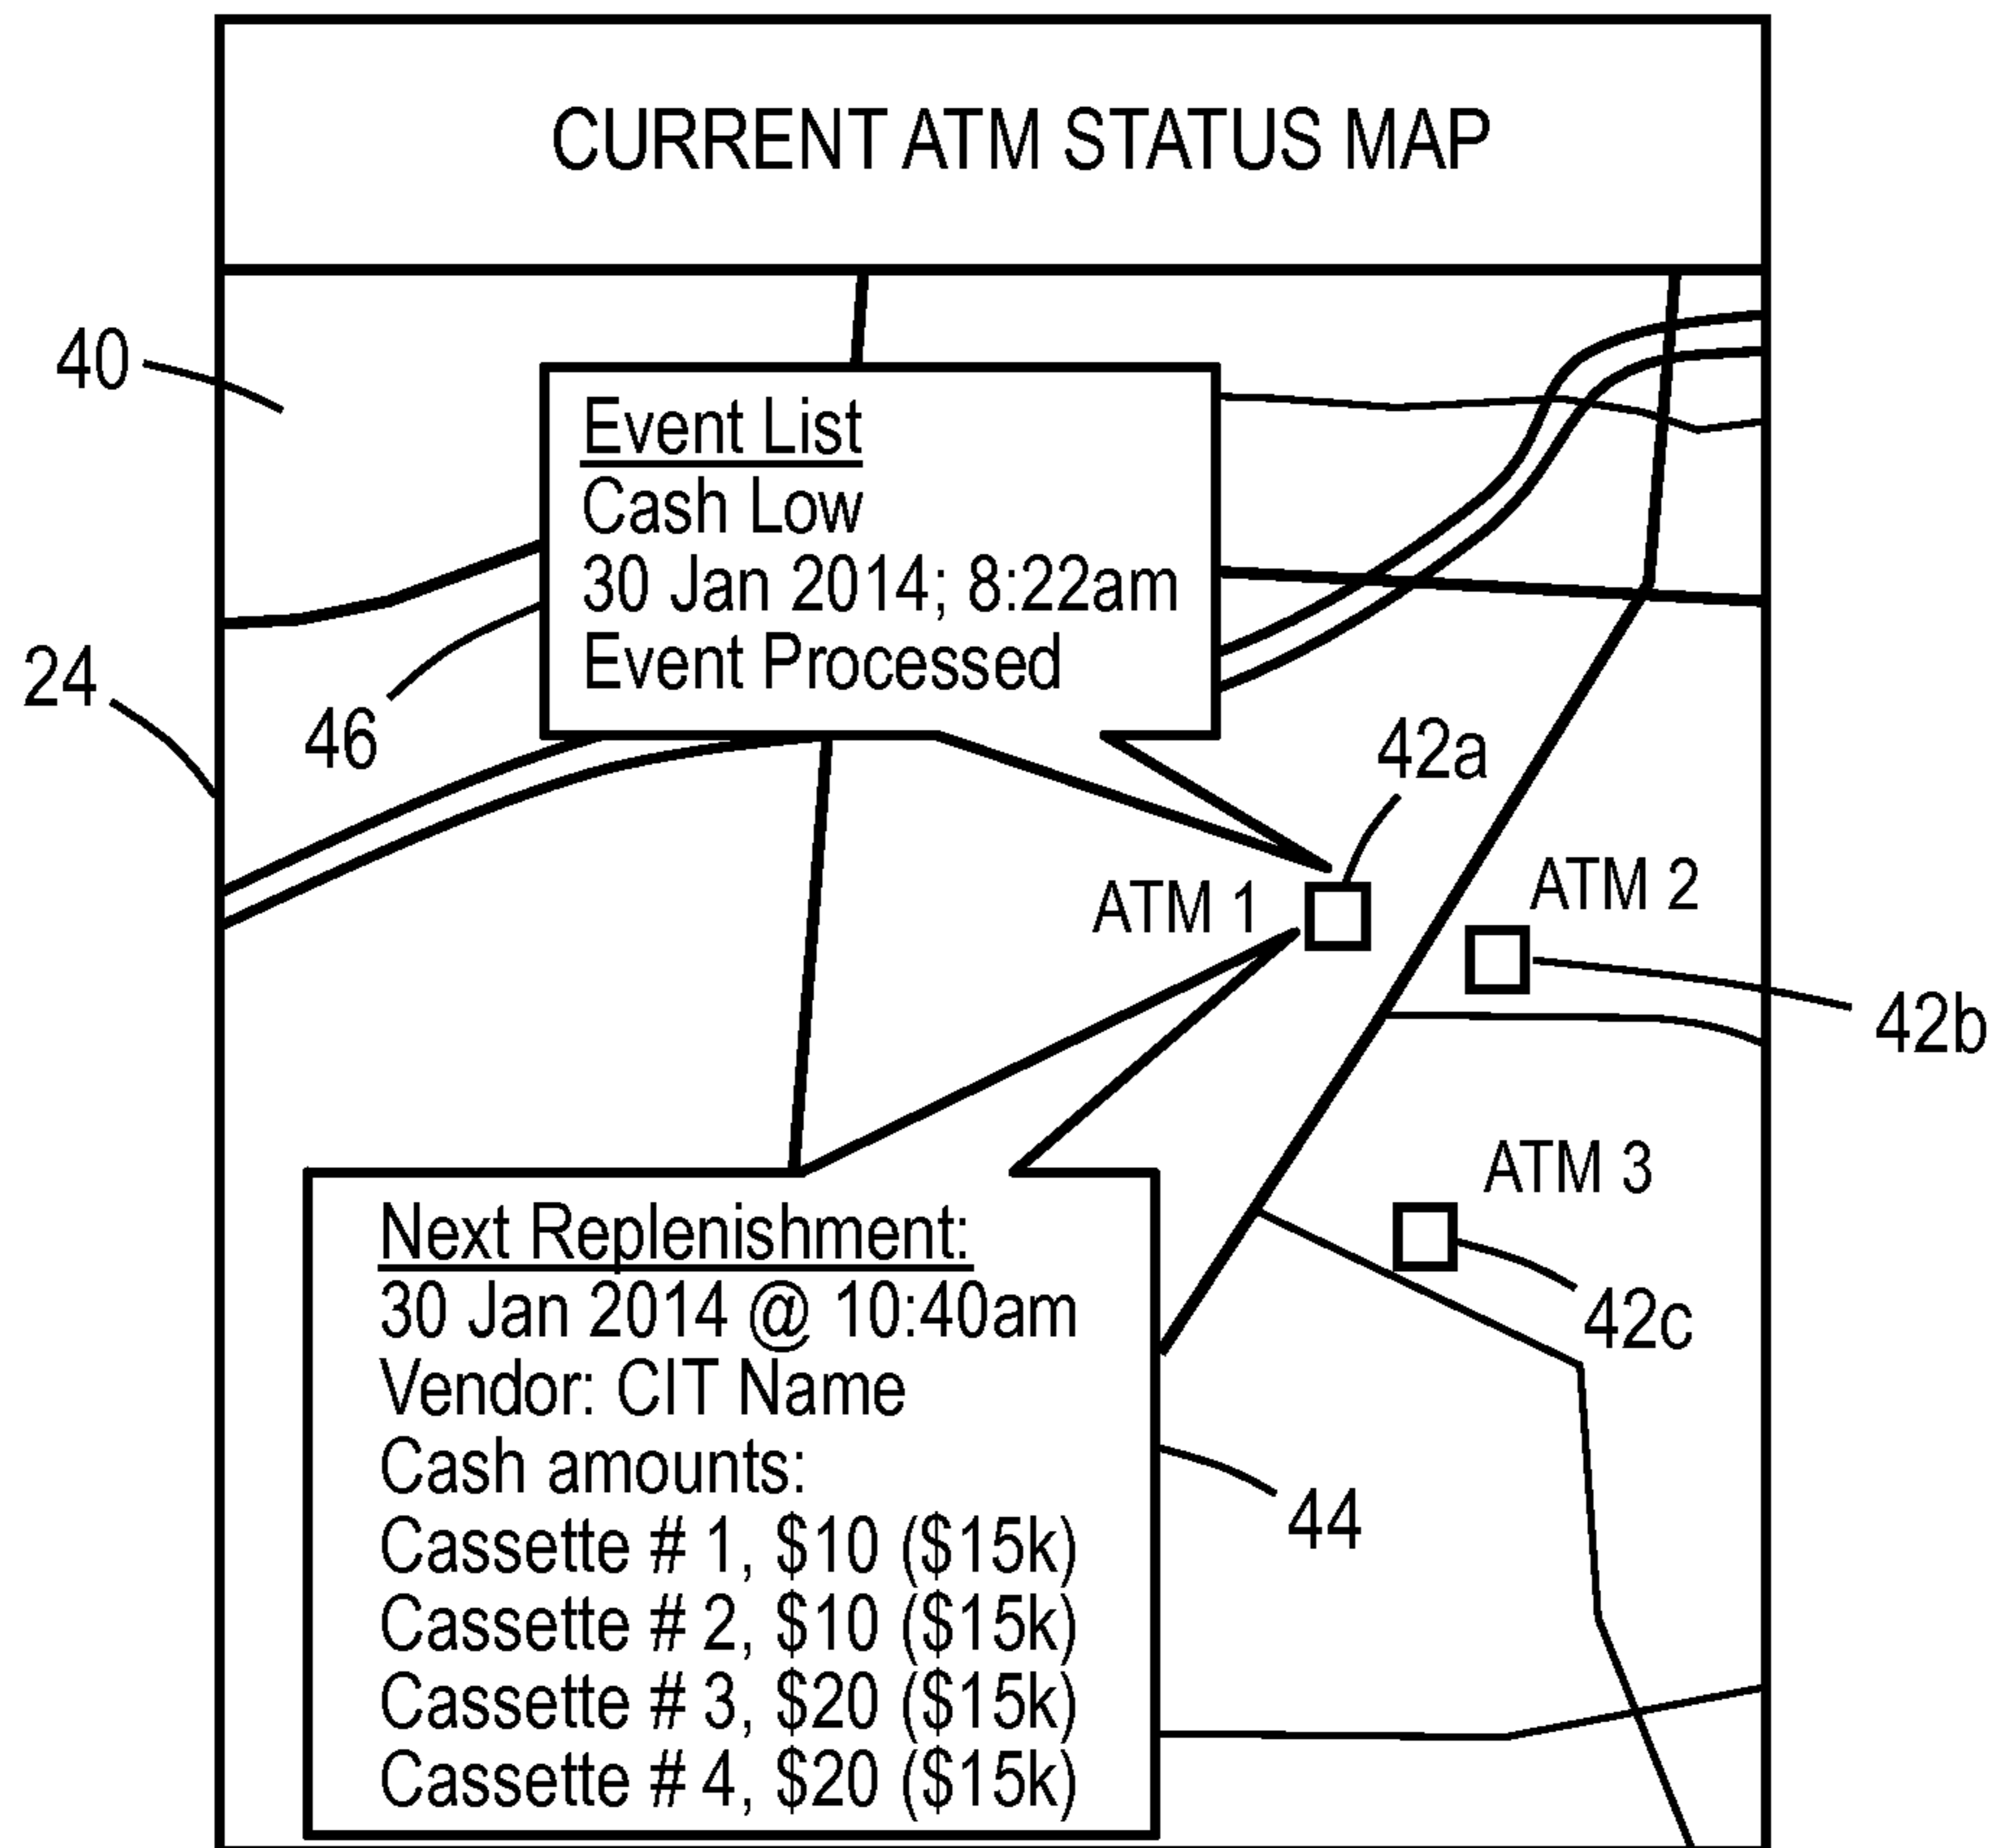 CURRENT ATM STATUS MAP
40
Event List
Cash Low
30 Jan 2014; 8:22am
Event Processed
24
46
42a
ATM 1
ATM 2
42b
ATM 3
42c
Next Replenishment:
30 Jan 2014 @ 10:40am
Vendor: CIT Name
Cash amounts:
Cassette # 1, $10 ($15k)
Cassette # 2, $10 ($15k)
Cassette # 3, $20 ($15k)
Cassette # 4, $20 ($15k)
44